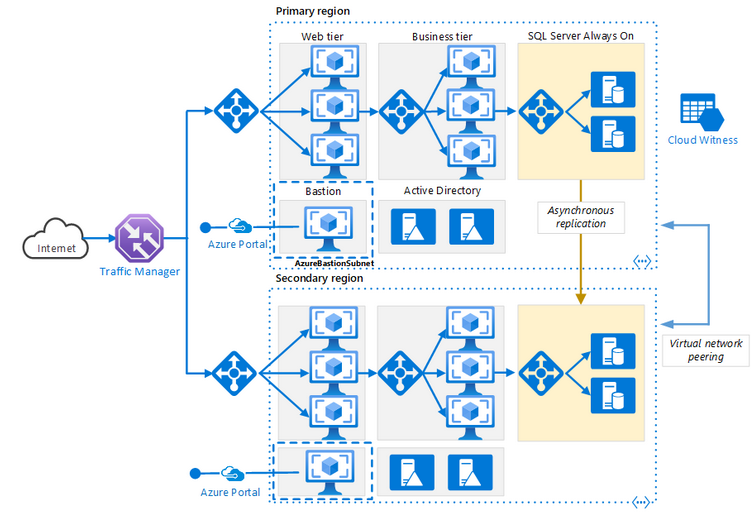 Primary region
Web tier
Business tier
SQL Server Always On
Cloud Witness
Bastion
Active Directory
Asynchronous
replication
Internet
Azure Portal
Traffic Manager
AzureBastionSubnet
Secondary region
Virtual network
peering
Azure Portal